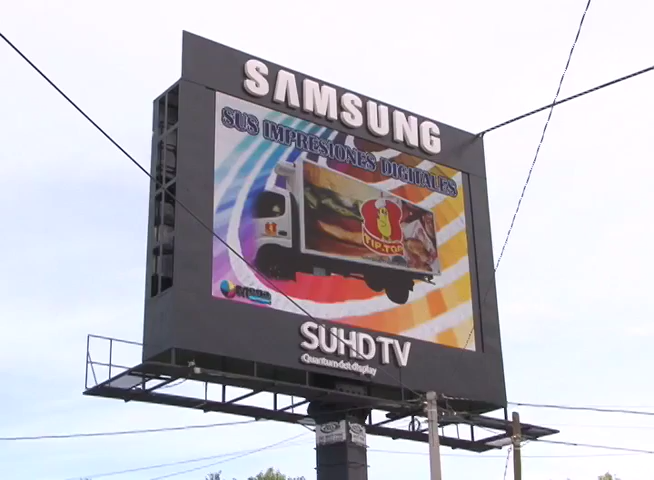 SAMSUNG
SUS IMPRESIONES DIGITALES
TIP-TOP
SUHD TV
Quantum dot display